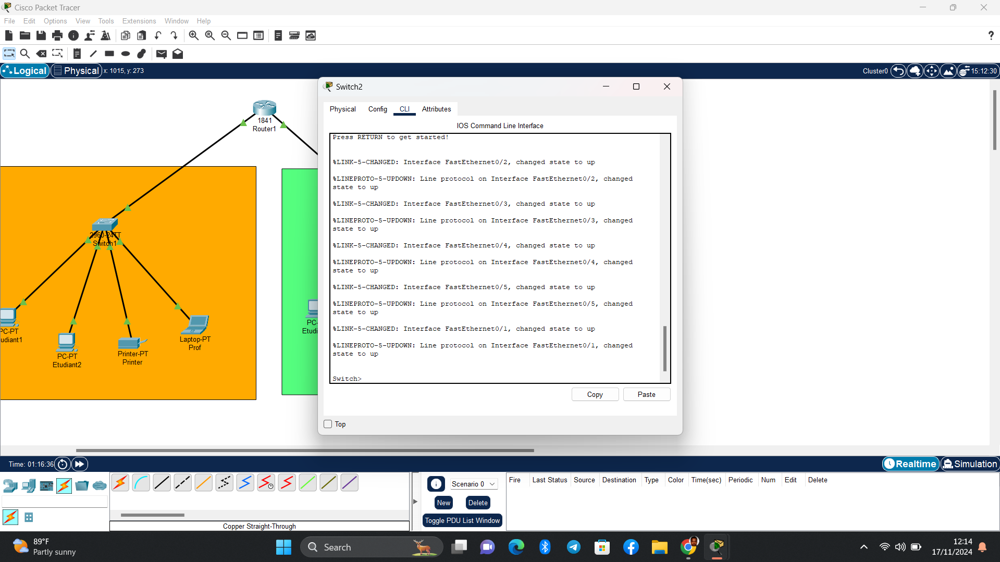 Cisco Packet Tracer
File Edit Options View Tools Extensions Window Help
?
Logical Physical x: 1015, y: 273 Cluster0 15:12:30
1841
Router1
2960-24TT
Switch1
PC-PT
udiant1
PC-PT
Etudiant2
Printer-PT
Printer
Laptop-PT
Prof
PC-
Etudi
Switch2
Physical Config CLI Attributes
IOS Command Line Interface
Press RETURN to get started!
%LINK-5-CHANGED: Interface FastEthernet0/2, changed state to up
%LINEPROTO-5-UPDOWN: Line protocol on Interface FastEthernet0/2, changed
state to up
%LINK-5-CHANGED: Interface FastEthernet0/3, changed state to up
%LINEPROTO-5-UPDOWN: Line protocol on Interface FastEthernet0/3, changed
state to up
%LINK-5-CHANGED: Interface FastEthernet0/4, changed state to up
%LINEPROTO-5-UPDOWN: Line protocol on Interface FastEthernet0/4, changed
state to up
%LINK-5-CHANGED: Interface FastEthernet0/5, changed state to up
%LINEPROTO-5-UPDOWN: Line protocol on Interface FastEthernet0/5, changed
state to up
%LINK-5-CHANGED: Interface FastEthernet0/1, changed state to up
%LINEPROTO-5-UPDOWN: Line protocol on Interface FastEthernet0/1, changed
state to up
Switch>
Copy Paste
Top
Time: 01:16:36 Realtime Simulation
Copper Straight-Through
Scenario 0
New Delete
Toggle PDU List Window
Fire Last Status Source Destination Type Color Time(sec) Periodic Num Edit Delete
89°F
Partly sunny
Search
12:14
17/11/2024